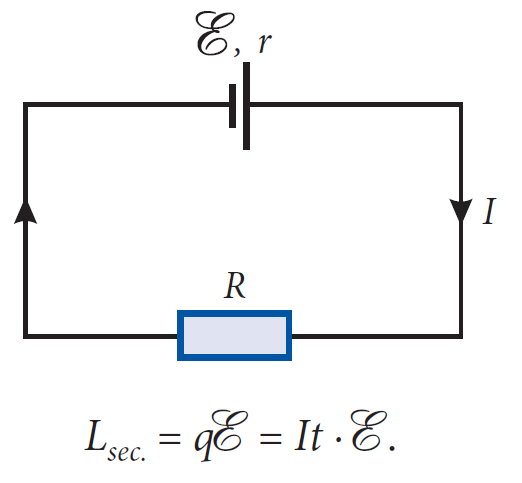 ℰ, r
I
R
L_sec. = qℰ = It · ℰ.